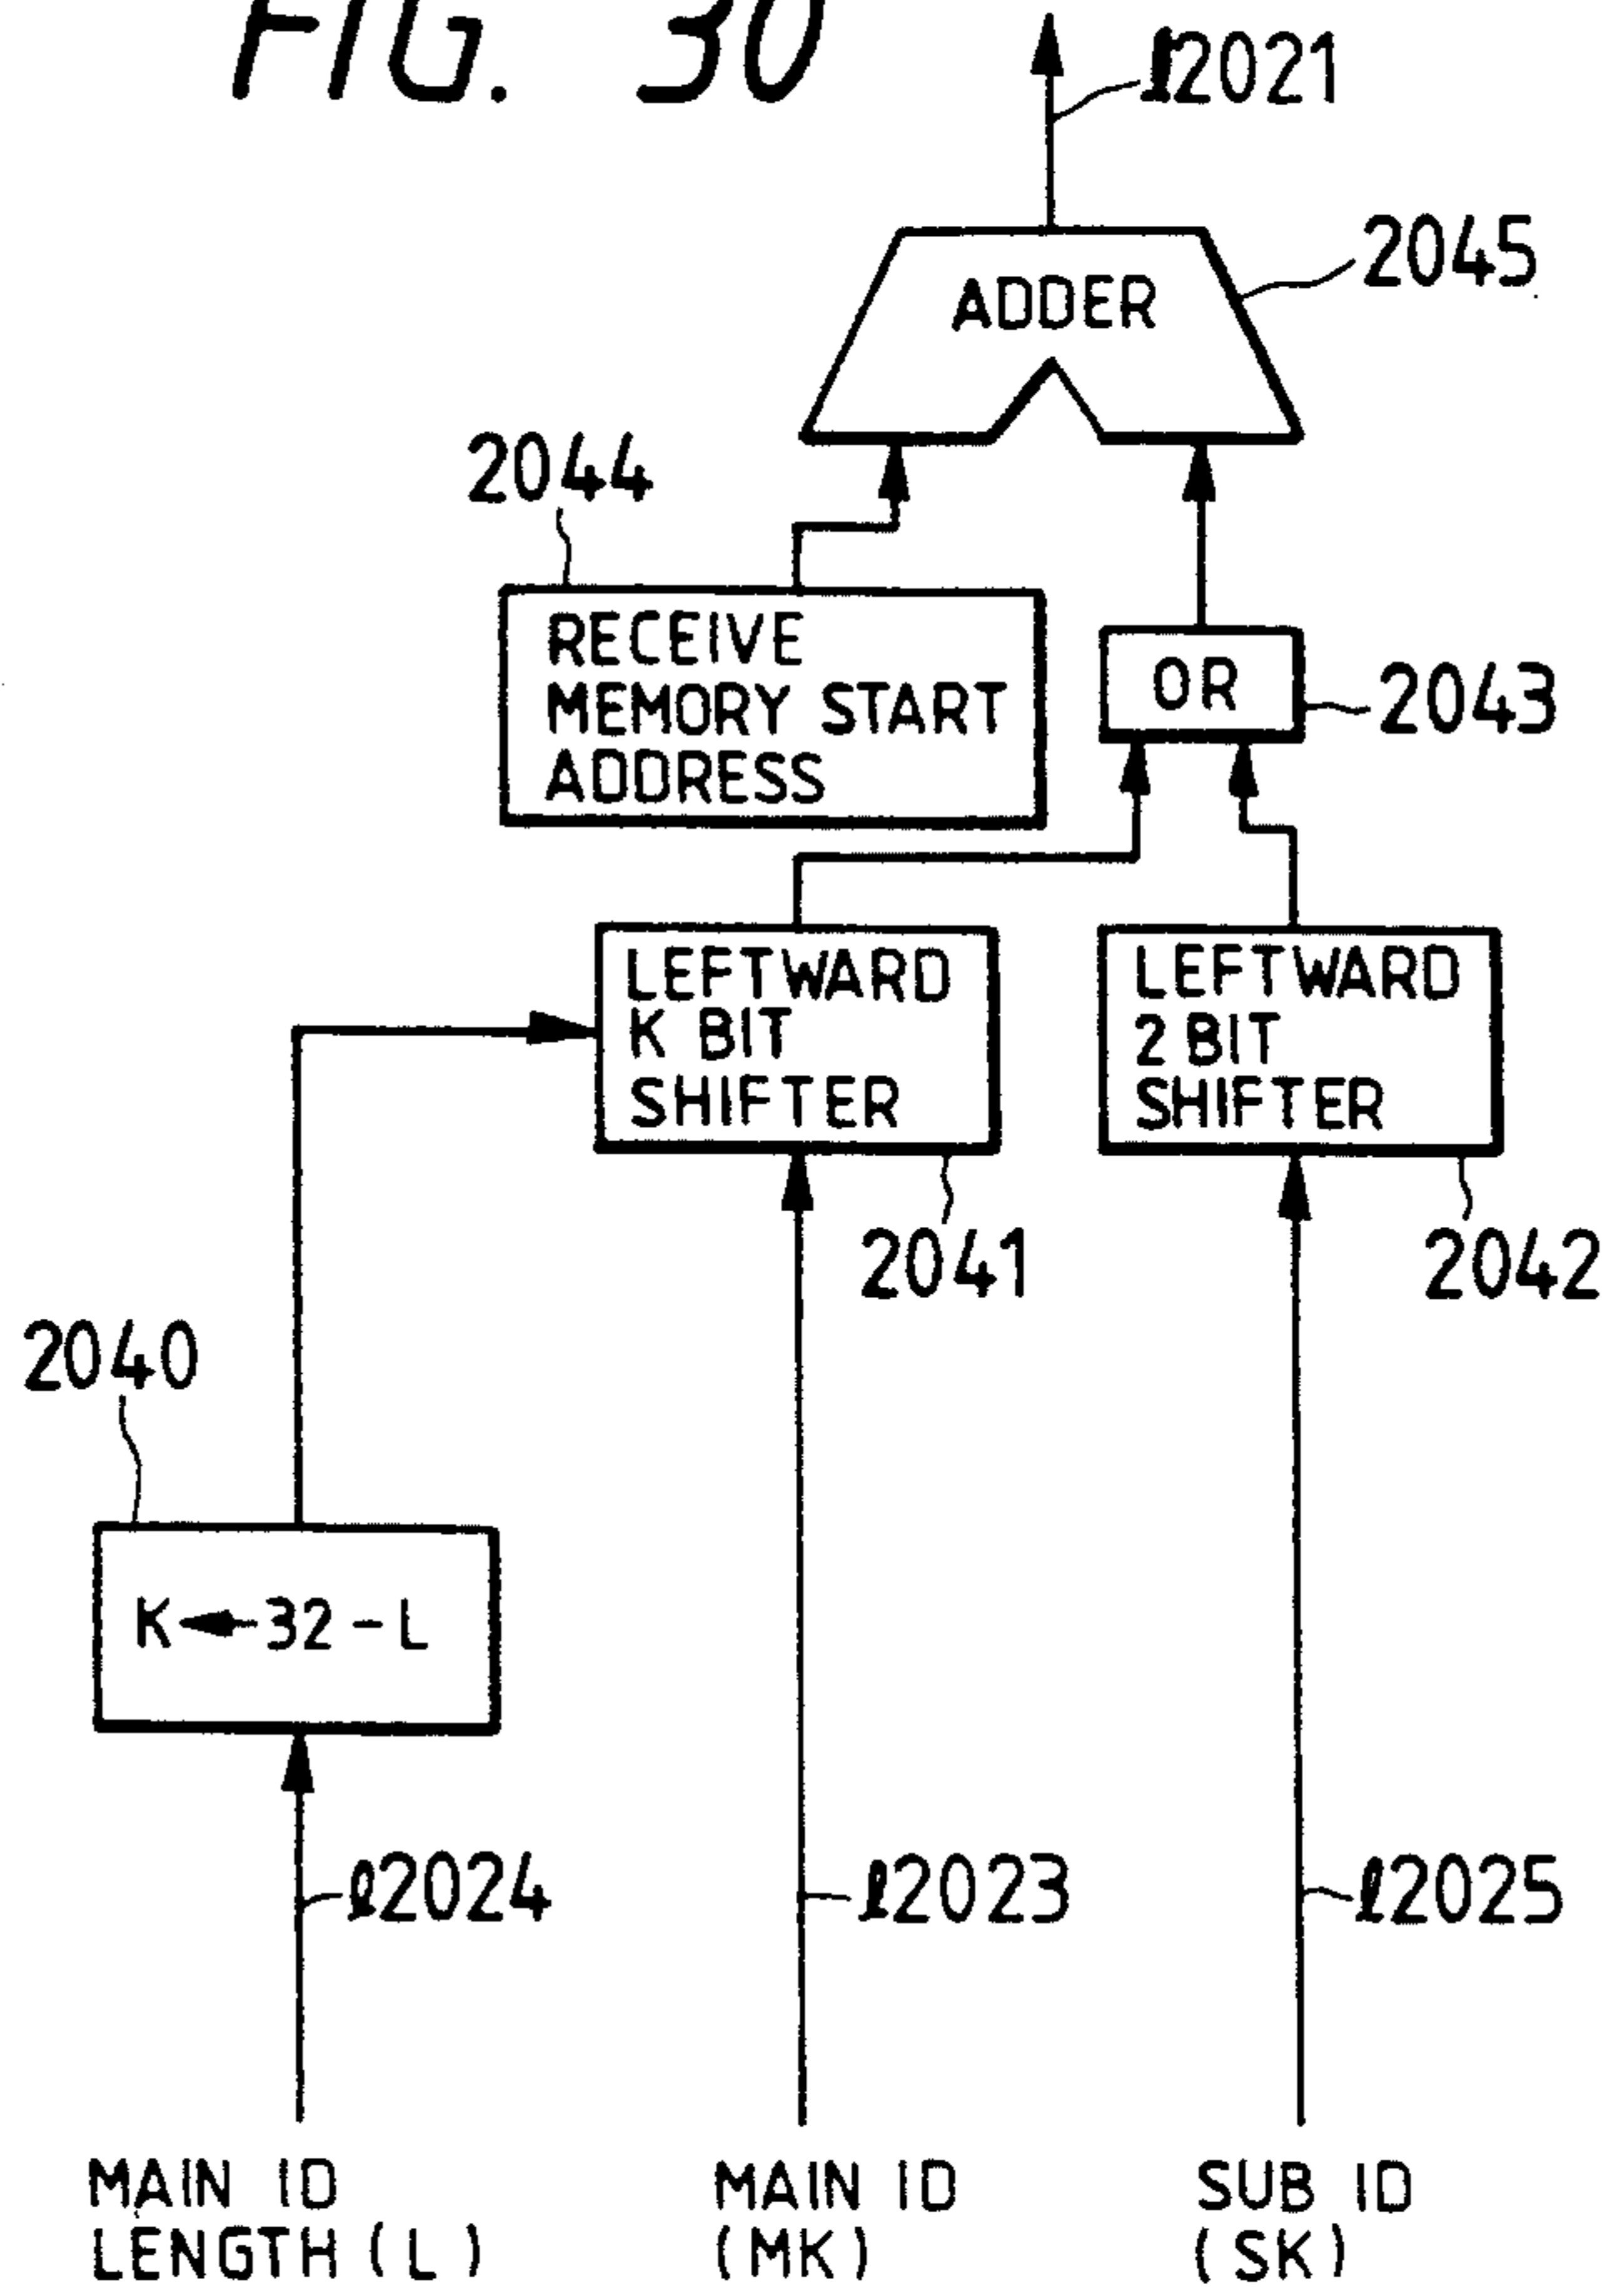 FIG. 30
l2021
2045
ADDER
2044
RECEIVE
MEMORY START
ADDRESS
OR
2043
LEFTWARD
K BIT
SHIFTER
LEFTWARD
2 BIT
SHIFTER
2041
2042
2040
K←32-L
l2024
l2023
l2025
MAIN ID
LENGTH (L)
MAIN ID
(MK)
SUB ID
(SK)